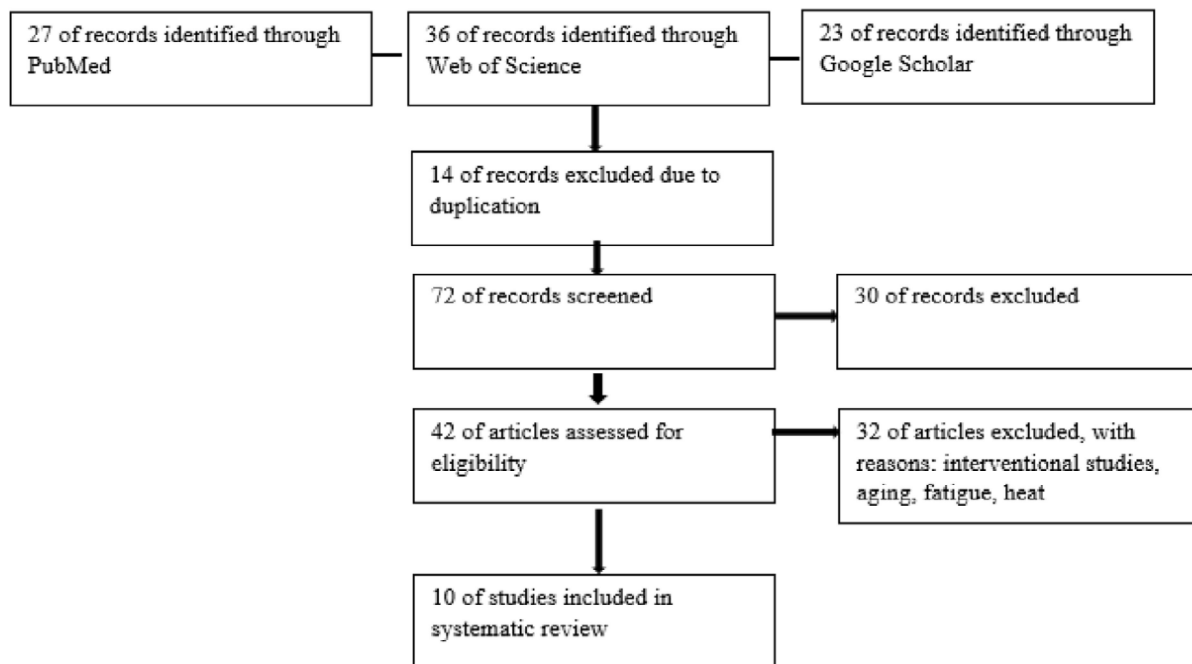 27 of records identified through
PubMed
36 of records identified through
Web of Science
23 of records identified through
Google Scholar
14 of records excluded due to
duplication
72 of records screened
30 of records excluded
42 of articles assessed for
eligibility
32 of articles excluded, with
reasons: interventional studies,
aging, fatigue, heat
10 of studies included in
systematic review